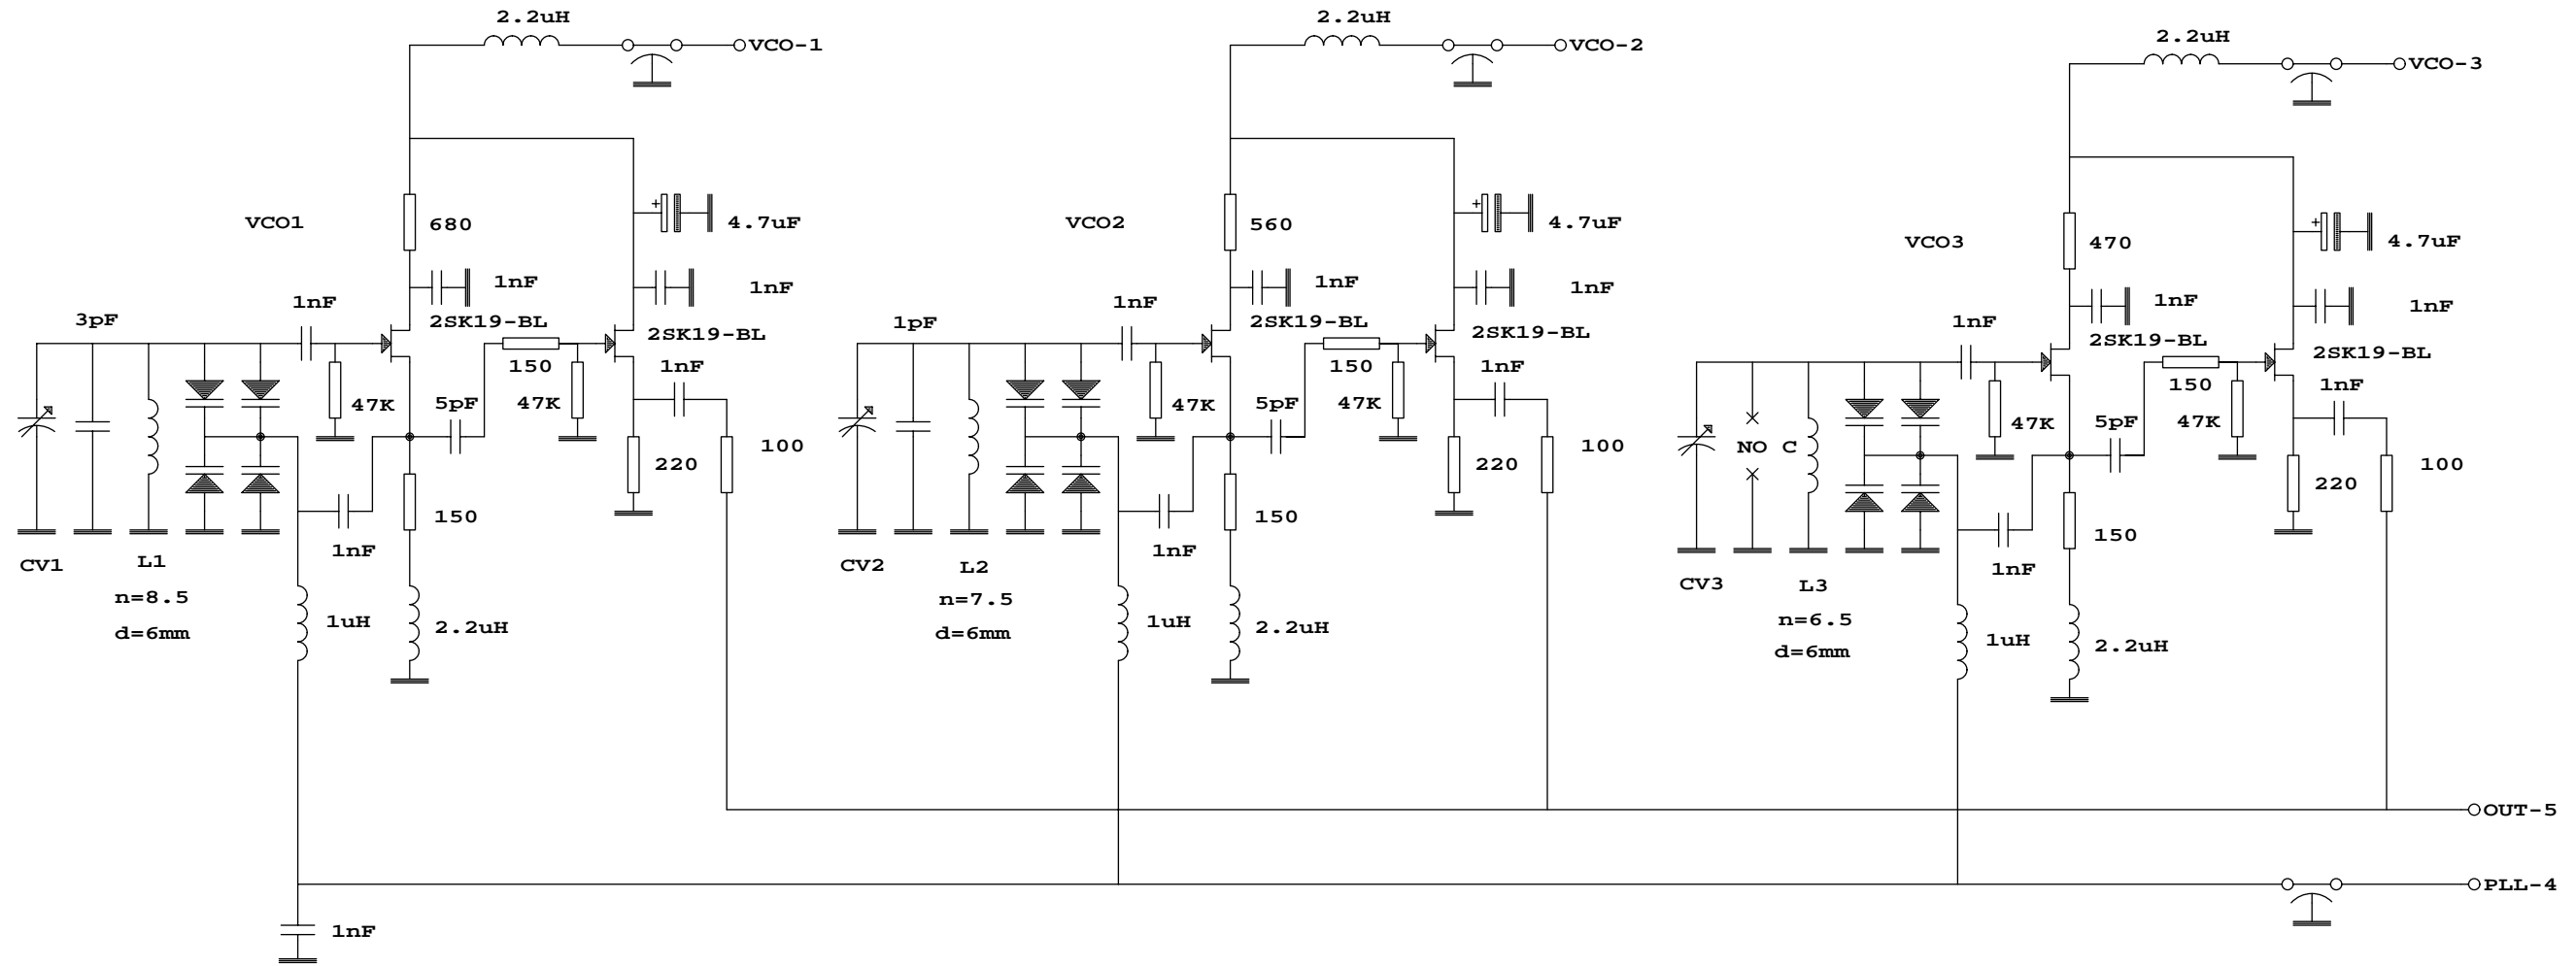 2.2uH
VCO-1
VCO1
680
+
4.7uF
1nF
1nF
1nF
3pF
2SK19-BL
2SK19-BL
150
1nF
47K
5pF
47K
220
100
150
1nF
CV1
L1
n=8.5
d=6mm
1uH
2.2uH
1nF
2.2uH
VCO-2
VCO2
560
+
4.7uF
1nF
1nF
1nF
1pF
2SK19-BL
2SK19-BL
150
1nF
47K
5pF
47K
220
100
150
1nF
CV2
L2
n=7.5
d=6mm
1uH
2.2uH
2.2uH
VCO-3
VCO3
470
+
4.7uF
1nF
1nF
1nF
2SK19-BL
2SK19-BL
150
1nF
47K
5pF
47K
NO C
220
100
150
1nF
CV3
L3
n=6.5
d=6mm
1uH
2.2uH
OUT-5
PLL-4